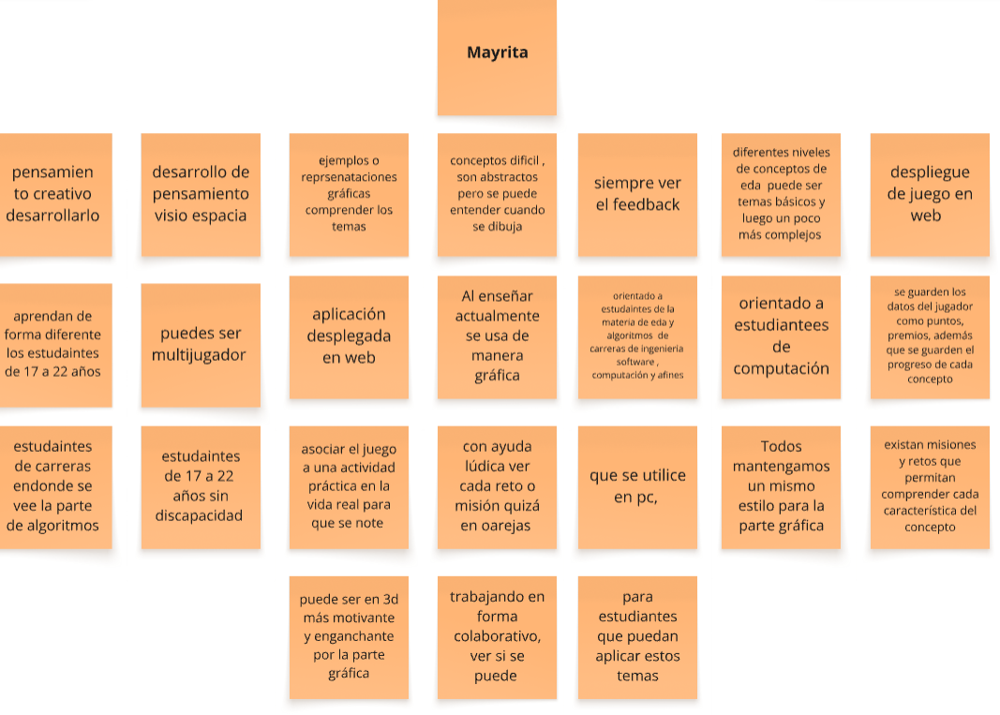 Mayrita
pensamien
to creativo
desarrollarlo
desarrollo de
pensamiento
visio espacia
ejemplos o
reprsenataciones
gráficas
comprender los
temas
conceptos dificil ,
son abstractos
pero se puede
entender cuando
se dibuja
siempre ver
el feedback
diferentes niveles
de conceptos de
eda puede ser
temas básicos y
luego un poco
más complejos
despliegue
de juego en
web
aprendan de
forma diferente
los estudaintes
de 17 a 22 años
puedes ser
multijugador
aplicación
desplegada
en web
Al enseñar
actualmente
se usa de
manera
gráfica
orientado a
estudaintes de la
materia de eda y
algoritmos de
carreras de ingenieria
software ,
computación y afines
orientado a
estudiantees
de
computación
se guarden los
datos del jugador
como puntos,
premios, además
que se guarden el
progreso de cada
concepto
estudaintes
de carreras
endonde se
vee la parte
de algoritmos
estudaintes
de 17 a 22
años sin
discapacidad
asociar el juego
a una actividad
práctica en la
vida real para
que se note
con ayuda
lúdica ver
cada reto o
misión quizá
en oarejas
que se utilice
en pc,
Todos
mantengamos
un mismo
estilo para la
parte gráfica
existan misiones
y retos que
permitan
comprender cada
característica del
concepto
puede ser en 3d
más motivante
y enganchante
por la parte
gráfica
trabajando en
forma
colaborativo,
ver si se
puede
para
estudiantes
que puedan
aplicar estos
temas